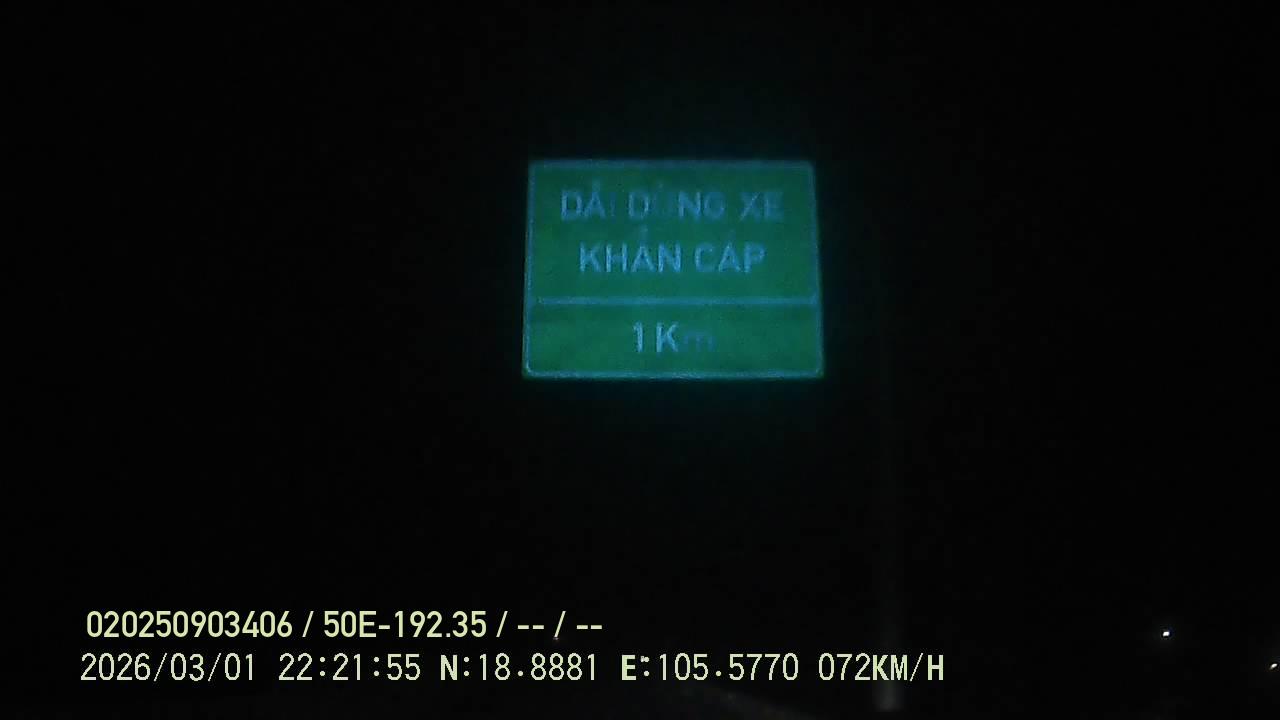 DẢI DỪNG XE
KHẨN CẤP
1Km
020250903406 / 50E-192.35 / -- / --
2026/03/01 22:21:55 N:18.8881 E:105.5770 072KM/H